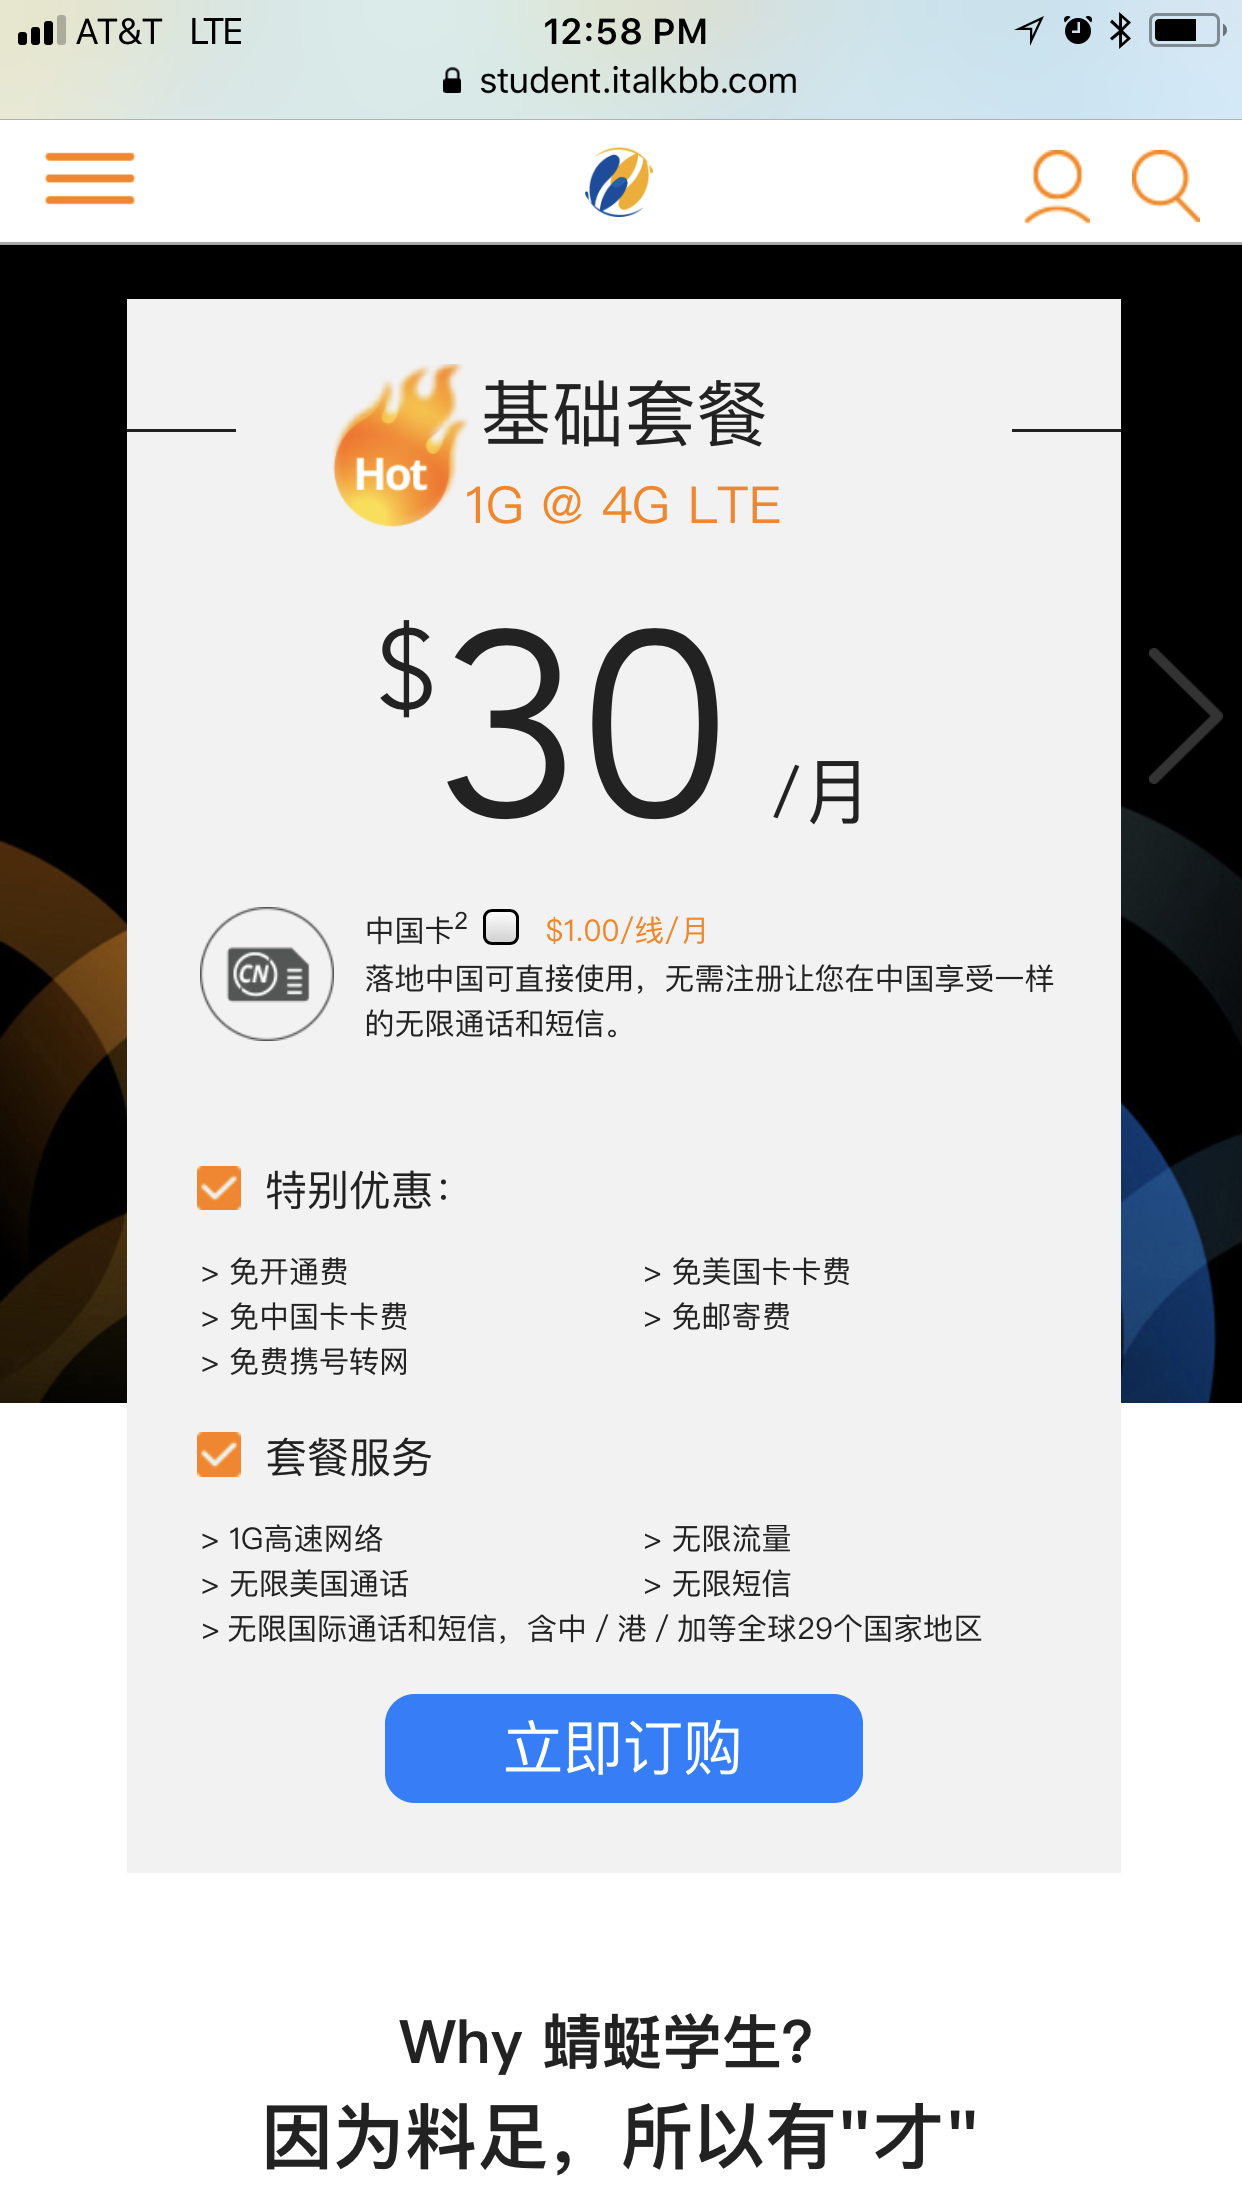 AT&T LTE 12:58 PM
student.italkbb.com
基础套餐
Hot
1G @ 4G LTE
$30 /月
中国卡2 $1.00/线/月
CN
落地中国可直接使用，无需注册让您在中国享受一样
的无限通话和短信。
特别优惠：
> 免开通费 > 免美国卡卡费
> 免中国卡卡费 > 免邮寄费
> 免费携号转网
套餐服务
> 1G高速网络 > 无限流量
> 无限美国通话 > 无限短信
> 无限国际通话和短信，含中 / 港 / 加等全球29个国家地区
立即订购
Why 蜻蜓学生?
因为料足，所以有"才"